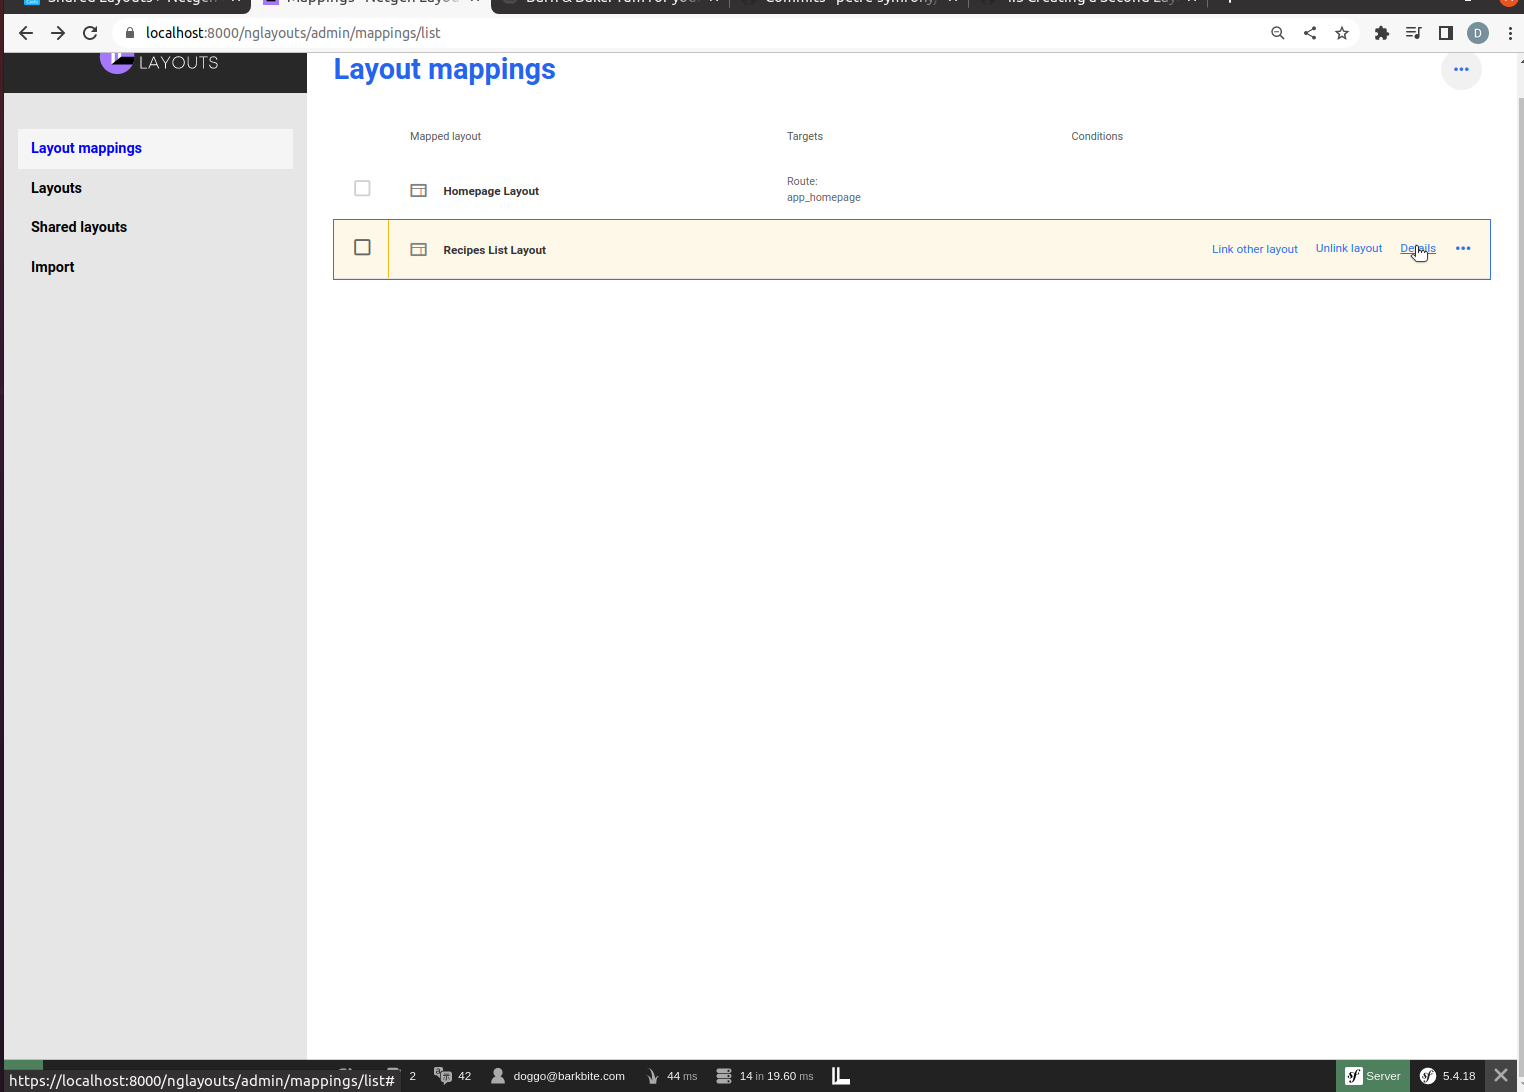 localhost:8000/nglayouts/admin/mappings/list
D
LAYOUTS
Layout mappings
Layouts
Shared layouts
Import
Layout mappings
Mapped layout Targets Conditions
Homepage Layout
Route:
app_homepage
Recipes List Layout Link other layout Unlink layout Details
https://localhost:8000/nglayouts/admin/mappings/list# 2 42 doggo@barkbite.com 44 ms 14 in 19.60 ms Server 5.4.18